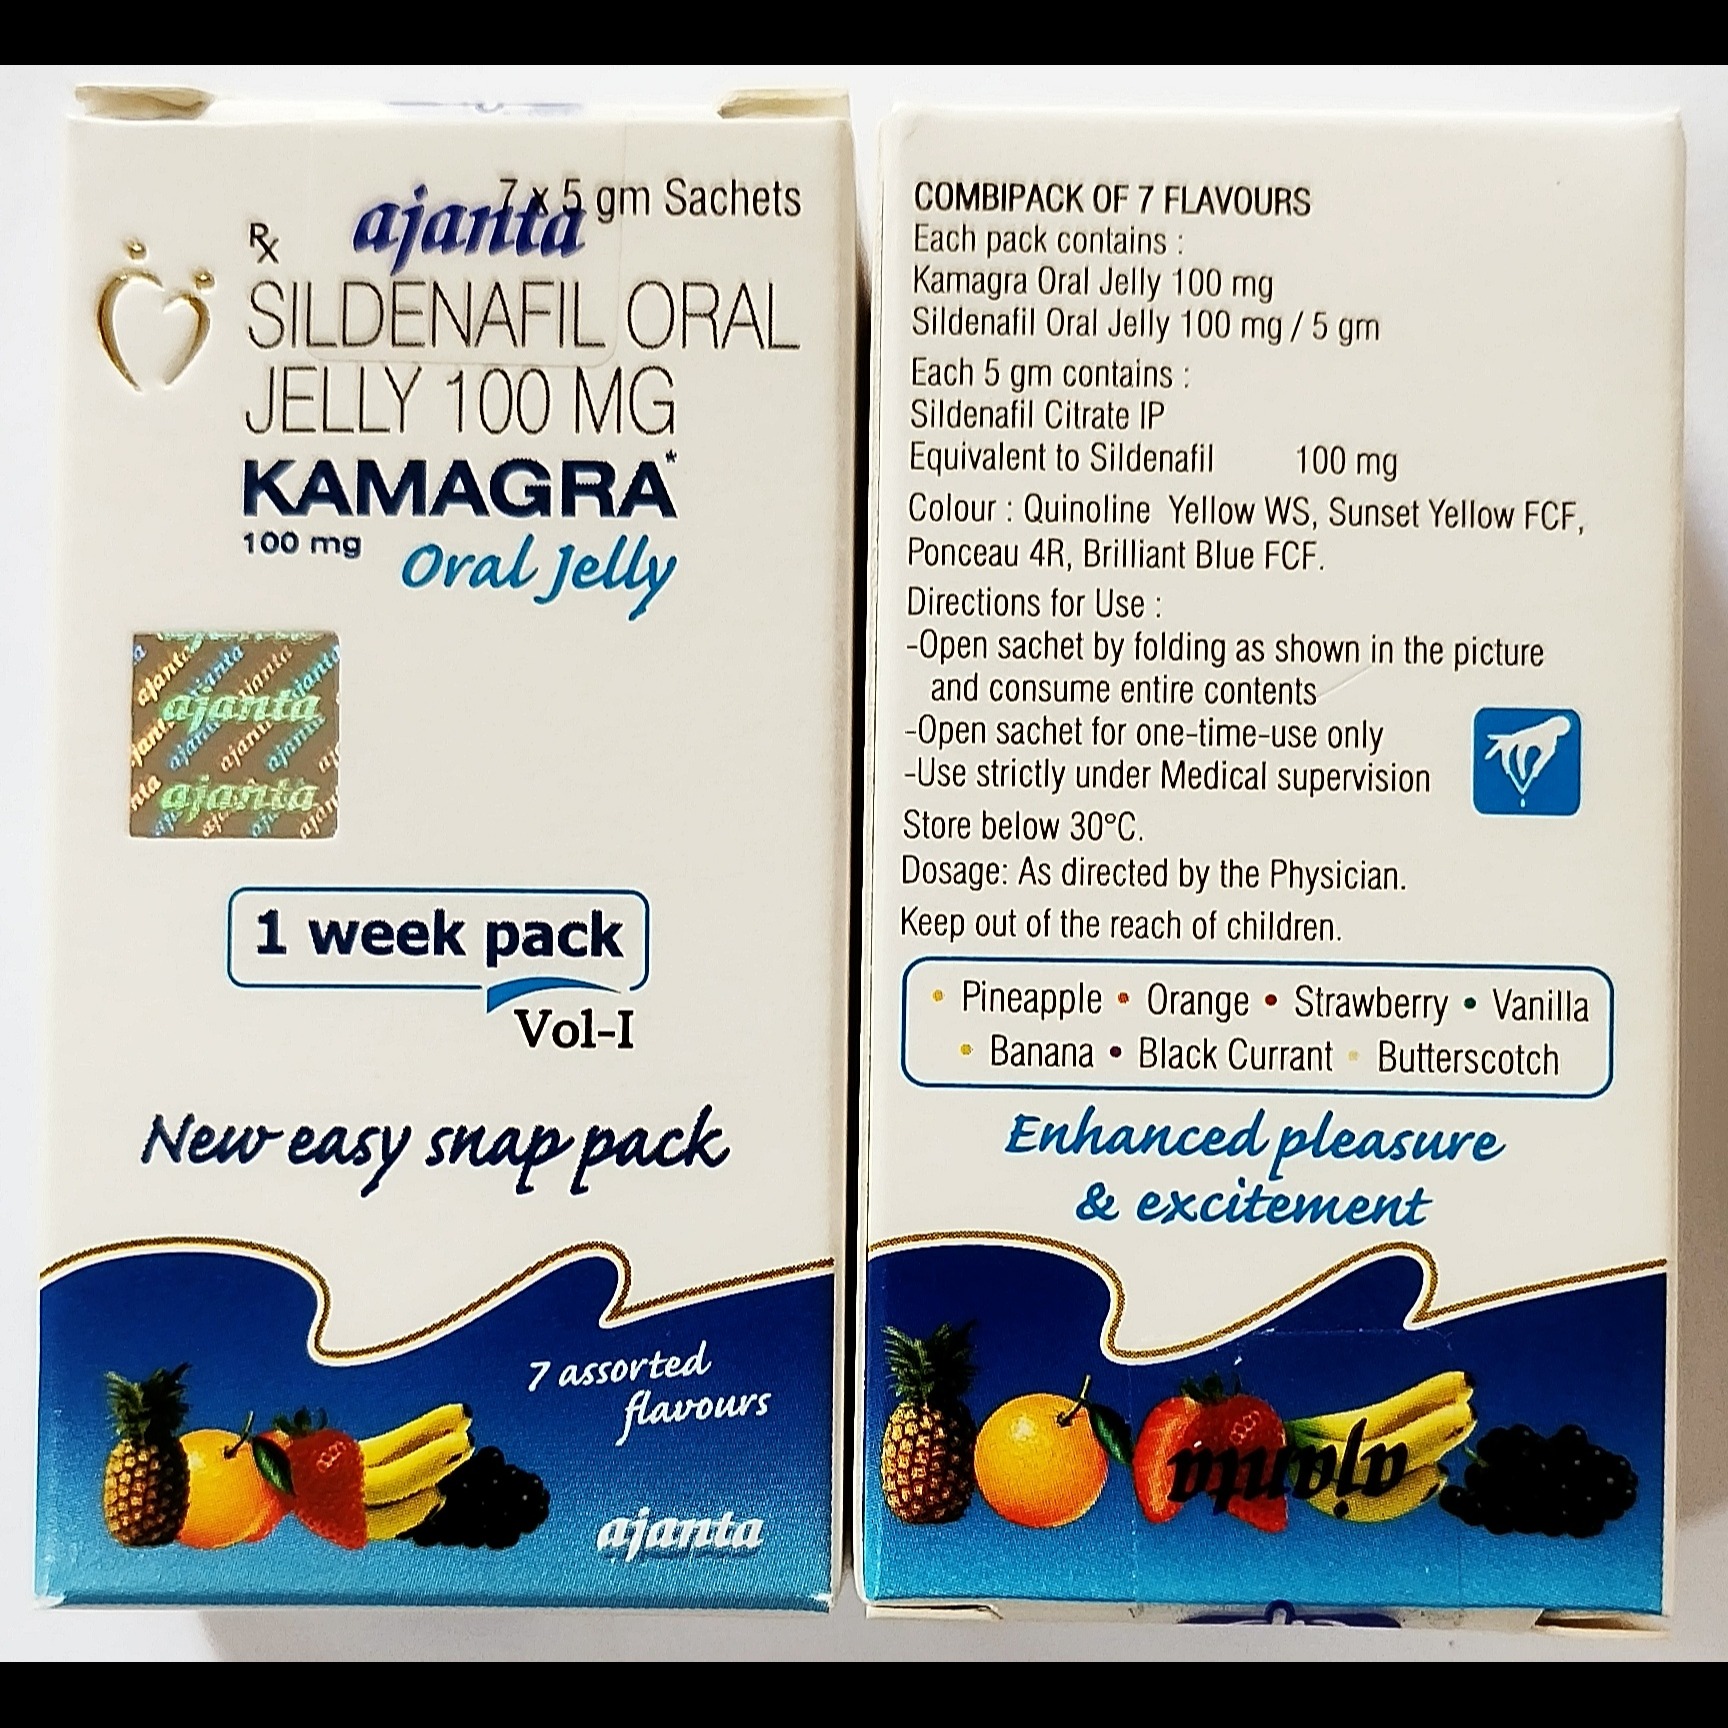 7 x 5 gm Sachets
ajanta
Rx
SILDENAFIL ORAL
JELLY 100 MG
KAMAGRA*
100 mg
Oral Jelly
ajanta
ajanta
1 week pack
Vol-I
New easy snap pack
7 assorted
flavours
ajanta
COMBIPACK OF 7 FLAVOURS
Each pack contains :
Kamagra Oral Jelly 100 mg
Sildenafil Oral Jelly 100 mg / 5 gm
Each 5 gm contains :
Sildenafil Citrate IP
Equivalent to Sildenafil 100 mg
Colour : Quinoline Yellow WS, Sunset Yellow FCF,
Ponceau 4R, Brilliant Blue FCF.
Directions for Use :
-Open sachet by folding as shown in the picture
and consume entire contents
-Open sachet for one-time-use only
-Use strictly under Medical supervision
Store below 30°C.
Dosage: As directed by the Physician.
Keep out of the reach of children.
• Pineapple • Orange • Strawberry • Vanilla
• Banana • Black Currant • Butterscotch
Enhanced pleasure
& excitement
ajanta